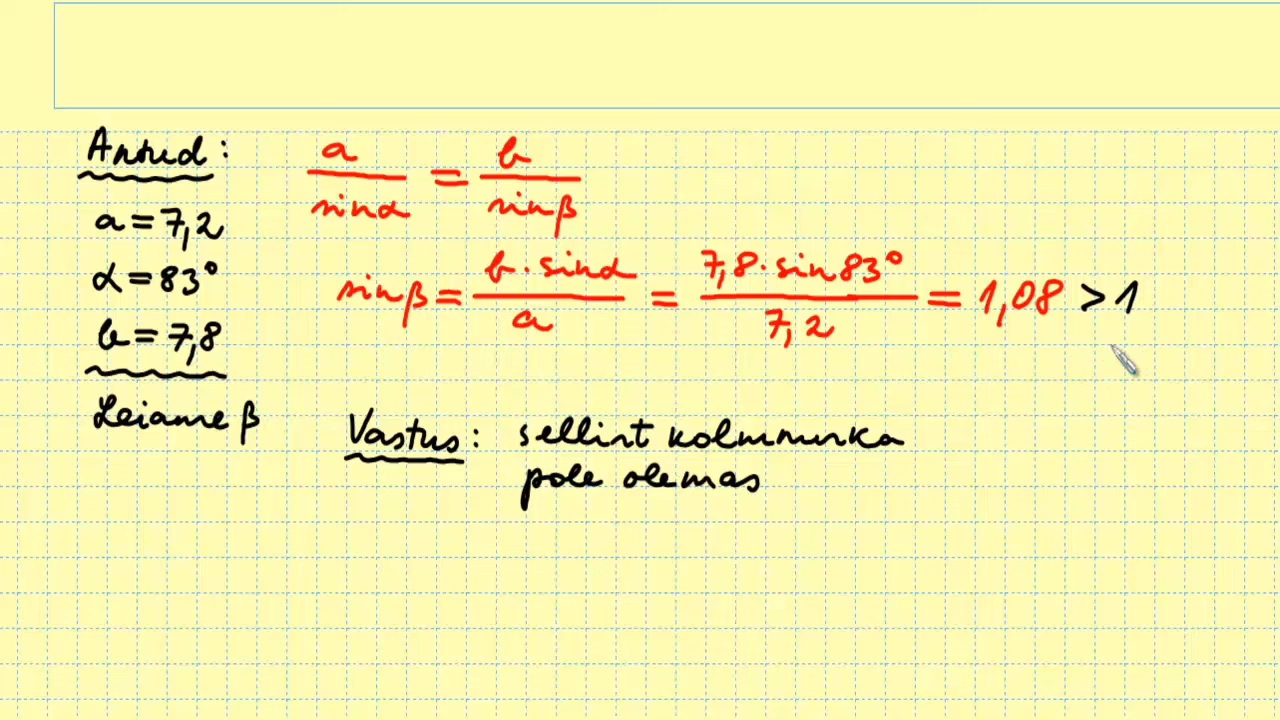 Antud:
a = 7,2
α = 83°
b = 7,8
Leiame β
a / sinα = b / sinβ
sinβ = b · sinα / a = 7,8 · sin83° / 7,2 = 1,08 > 1
Vastus: sellist kolmnurka
pole olemas